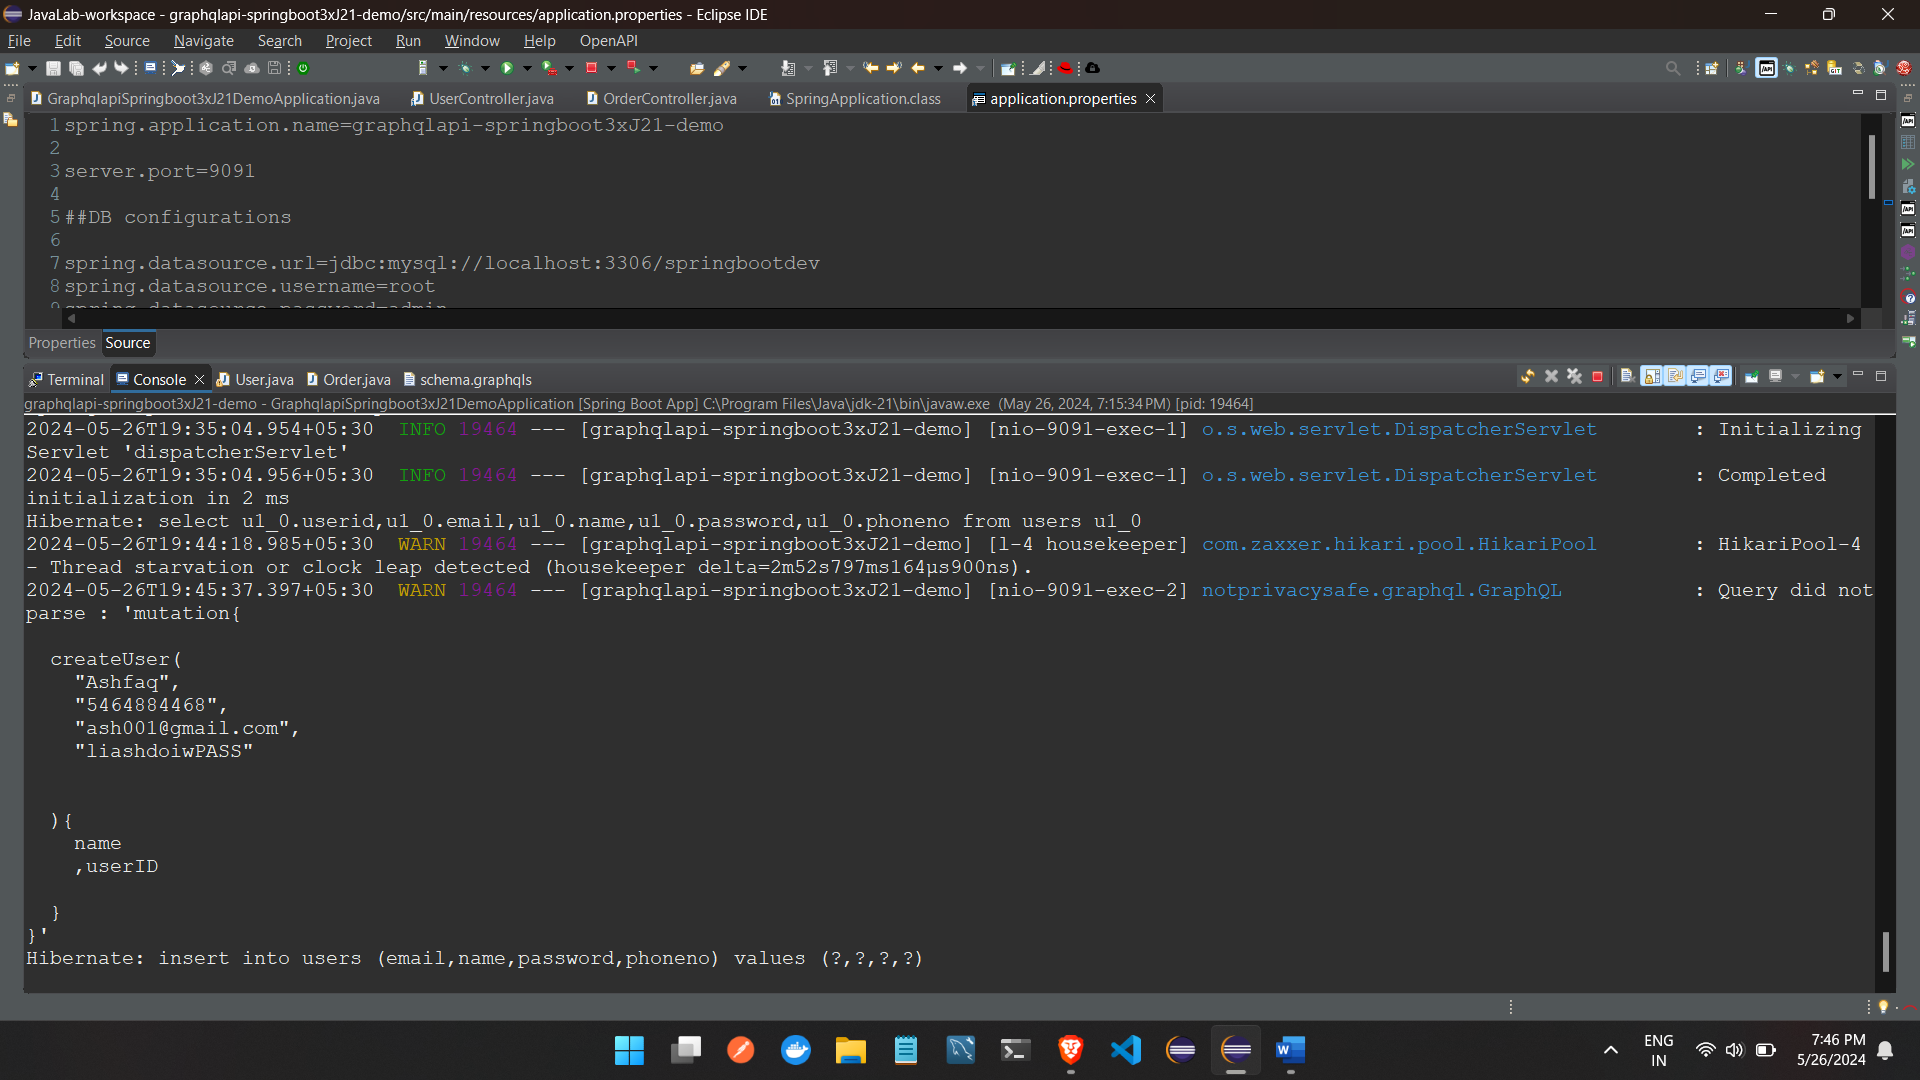 JavaLab-workspace - graphqlapi-springboot3xJ21-demo/src/main/resources/application.properties - Eclipse IDE
File Edit Source Navigate Search Project Run Window Help OpenAPI
GraphqlapiSpringboot3xJ21DemoApplication.java UserController.java OrderController.java SpringApplication.class application.properties
1 spring.application.name=graphqlapi-springboot3xJ21-demo
2
3 server.port=9091
4
5 ##DB configurations
6
7 spring.datasource.url=jdbc:mysql://localhost:3306/springbootdev
8 spring.datasource.username=root
9 spring.datasource.password=admin
Properties Source
Terminal Console User.java Order.java schema.graphqls
graphqlapi-springboot3xJ21-demo - GraphqlapiSpringboot3xJ21DemoApplication [Spring Boot App] C:\Program Files\Java\jdk-21\bin\javaw.exe (May 26, 2024, 7:15:34 PM) [pid: 19464]
2024-05-26T19:35:04.954+05:30 INFO 19464 --- [graphqlapi-springboot3xJ21-demo] [nio-9091-exec-1] o.s.web.servlet.DispatcherServlet : Initializing
Servlet 'dispatcherServlet'
2024-05-26T19:35:04.956+05:30 INFO 19464 --- [graphqlapi-springboot3xJ21-demo] [nio-9091-exec-1] o.s.web.servlet.DispatcherServlet : Completed
initialization in 2 ms
Hibernate: select u1_0.userid,u1_0.email,u1_0.name,u1_0.password,u1_0.phoneno from users u1_0
2024-05-26T19:44:18.985+05:30 WARN 19464 --- [graphqlapi-springboot3xJ21-demo] [l-4 housekeeper] com.zaxxer.hikari.pool.HikariPool : HikariPool-4
- Thread starvation or clock leap detected (housekeeper delta=2m52s797ms164µs900ns).
2024-05-26T19:45:37.397+05:30 WARN 19464 --- [graphqlapi-springboot3xJ21-demo] [nio-9091-exec-2] notprivacysafe.graphql.GraphQL : Query did not
parse : 'mutation{
createUser(
"Ashfaq",
"5464884468",
"ash001@gmail.com",
"liashdoiwPASS"
){
name
,userID
}
}'
Hibernate: insert into users (email,name,password,phoneno) values (?,?,?,?)
ENG
IN
7:46 PM
5/26/2024